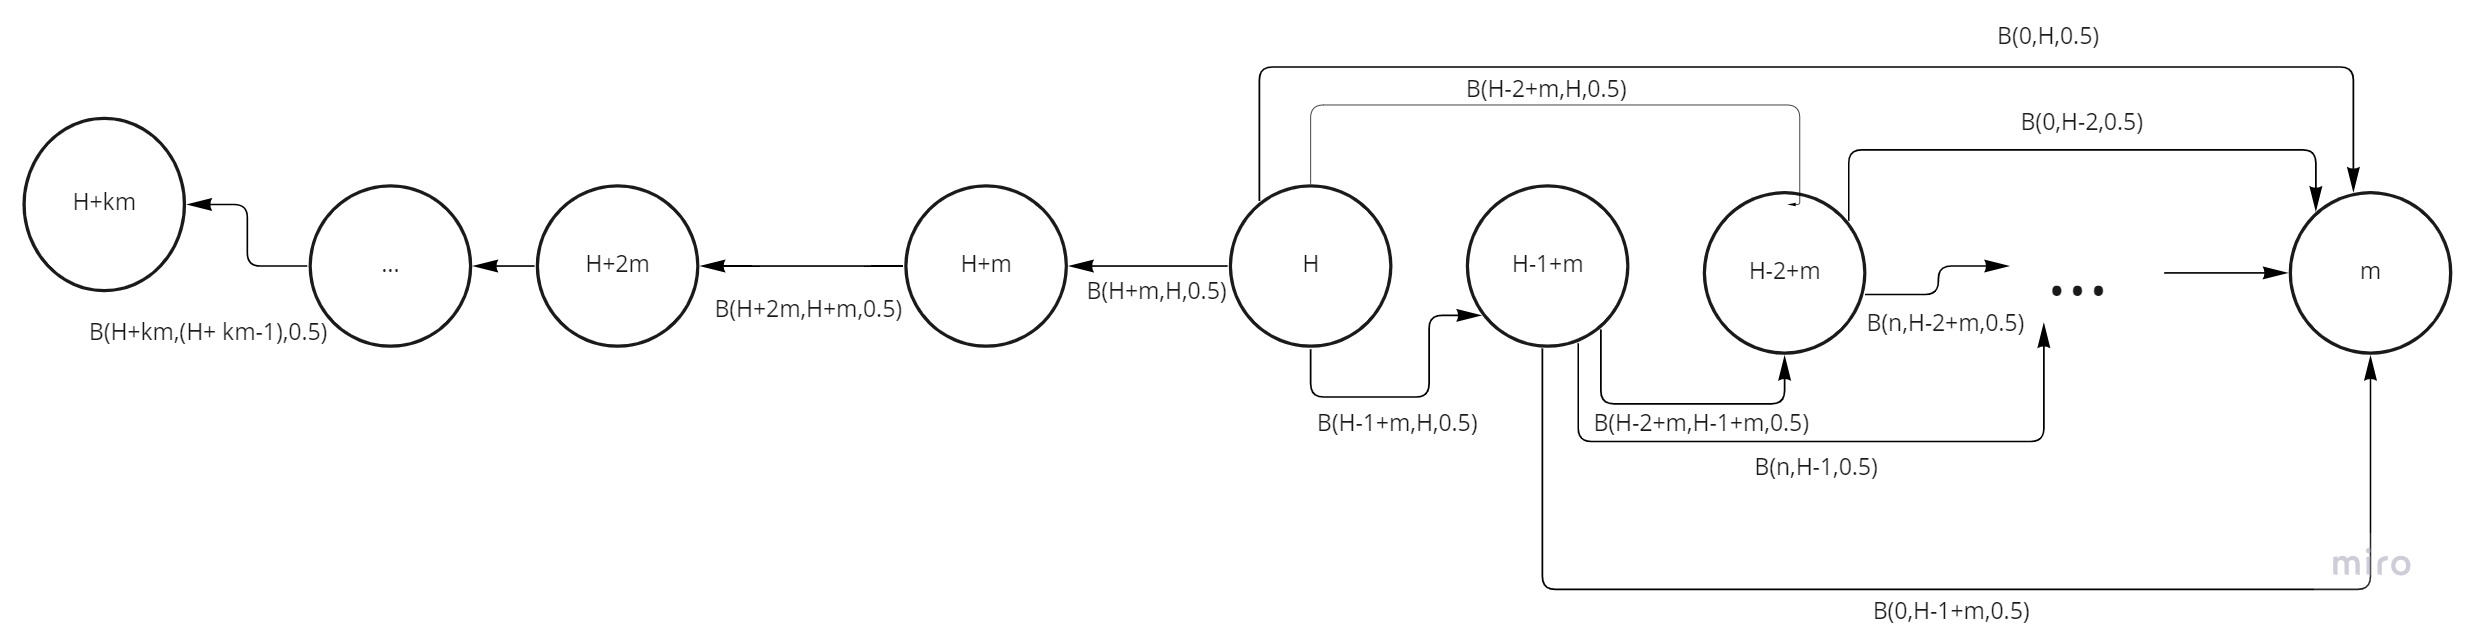 B(0,H,0.5)
B(H-2+m,H,0.5)
B(0,H-2,0.5)
H+km
...
H+2m
H+m
H
H-1+m
H-2+m
m
B(H+m,H,0.5)
B(H+2m,H+m,0.5)
B(H+km,(H+ km-1),0.5)
B(n,H-2+m,0.5)
...
B(H-1+m,H,0.5)
B(H-2+m,H-1+m,0.5)
B(n,H-1,0.5)
miro
B(0,H-1+m,0.5)